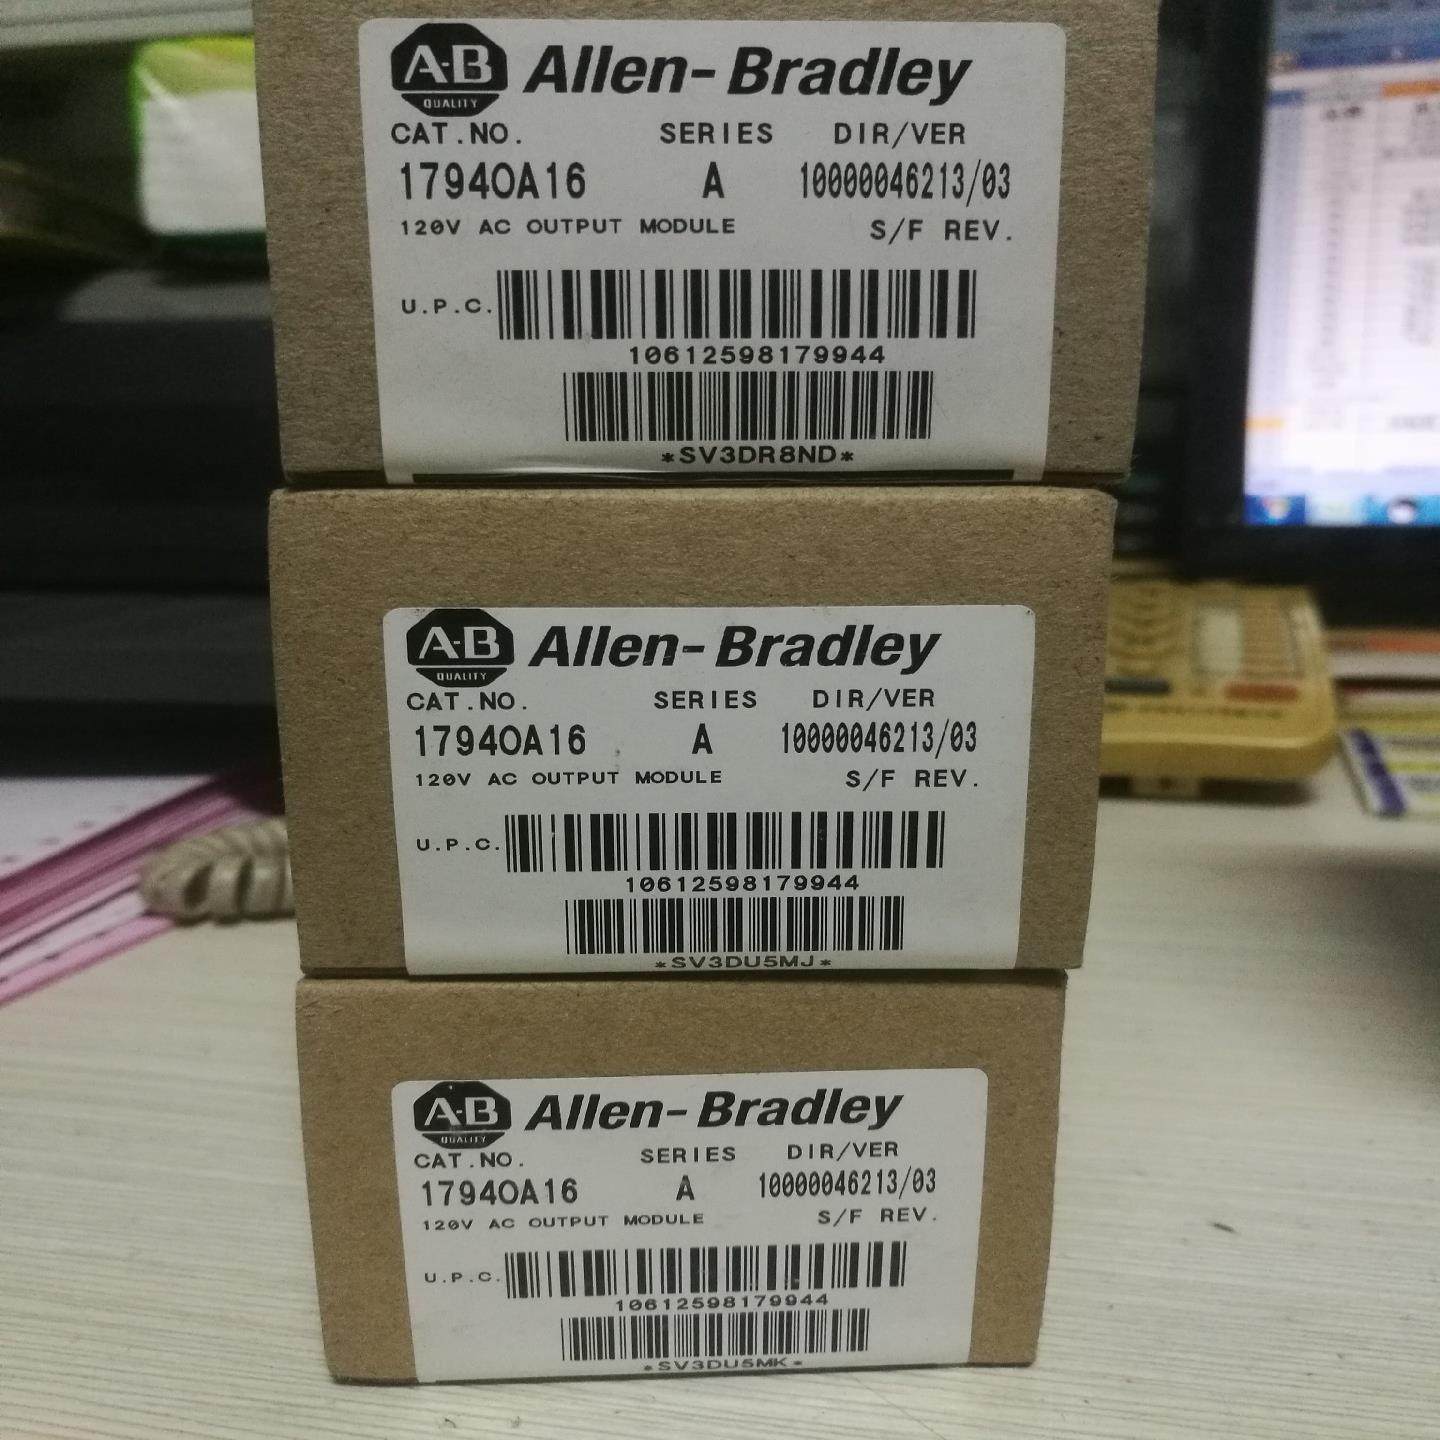 A-B QUALITY Allen-Bradley
CAT.NO. SERIES DIR/VER
1794OA16 A 10000046213/03
120V AC OUTPUT MODULE S/F REV.
U.P.C.
10612598179944
*SV3DR8ND*
A-B QUALITY Allen-Bradley
CAT.NO. SERIES DIR/VER
1794OA16 A 10000046213/03
120V AC OUTPUT MODULE S/F REV.
U.P.C.
10612598179944
*SV3DU5MJ*
A-B QUALITY Allen-Bradley
CAT.NO. SERIES DIR/VER
1794OA16 A 10000046213/03
120V AC OUTPUT MODULE S/F REV.
U.P.C.
10612598179944
*SV3DU5MK*